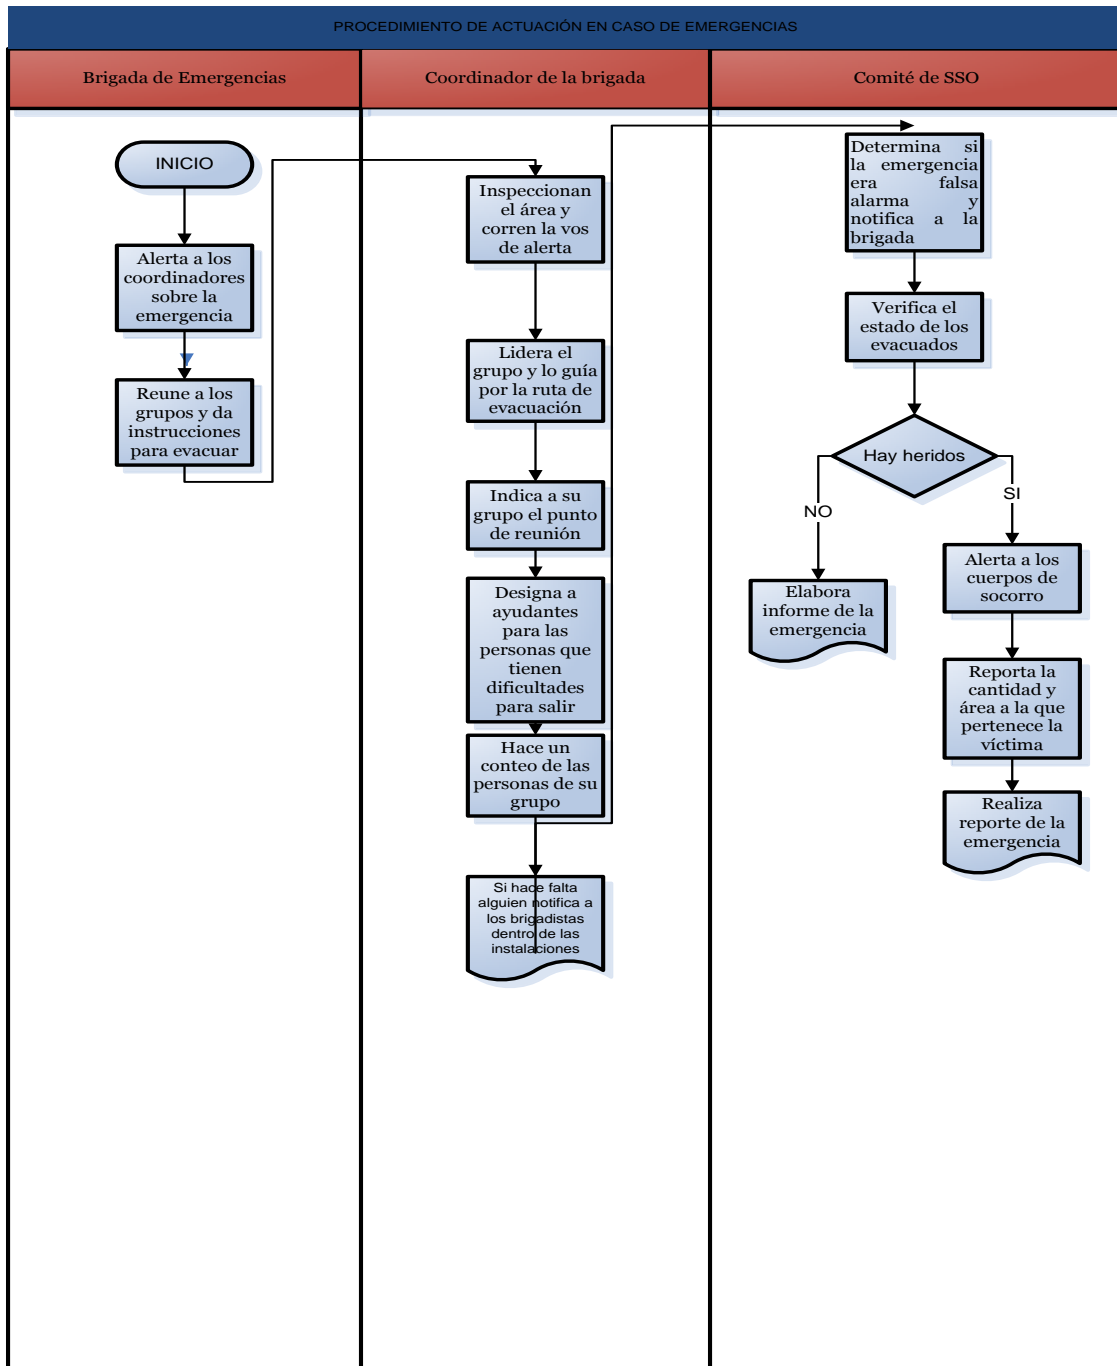 PROCEDIMIENTO DE ACTUACIÓN EN CASO DE EMERGENCIAS
Brigada de Emergencias
Coordinador de la brigada
Comité de SSO
INICIO
Alerta a los
coordinadores
sobre la
emergencia
Reune a los
grupos y da
instrucciones
para evacuar
Inspeccionan
el área y
corren la vos
de alerta
Lidera el
grupo y lo guía
por la ruta de
evacuación
Indica a su
grupo el punto
de reunión
Designa a
ayudantes
para las
personas que
tienen
dificultades
para salir
Hace un
conteo de las
personas de su
grupo
Si hace falta
alguien notifica a
los brigadistas
dentro de las
instalaciones
Determina si
la emergencia
era falsa
alarma y
notifica a la
brigada
Verifica el
estado de los
evacuados
Hay heridos
NO
SI
Elabora
informe de la
emergencia
Alerta a los
cuerpos de
socorro
Reporta la
cantidad y
área a la que
pertenece la
víctima
Realiza
reporte de la
emergencia